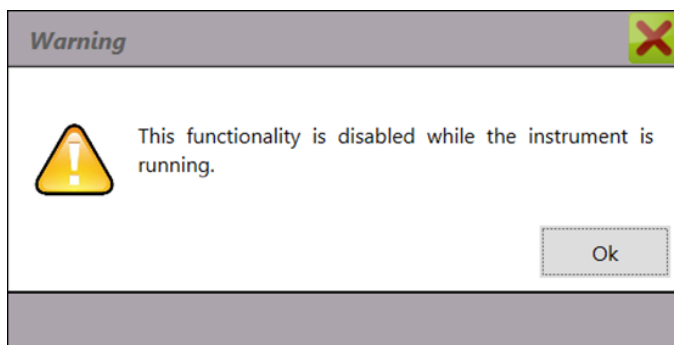 Warning
This functionality is disabled while the instrument is
running.
Ok